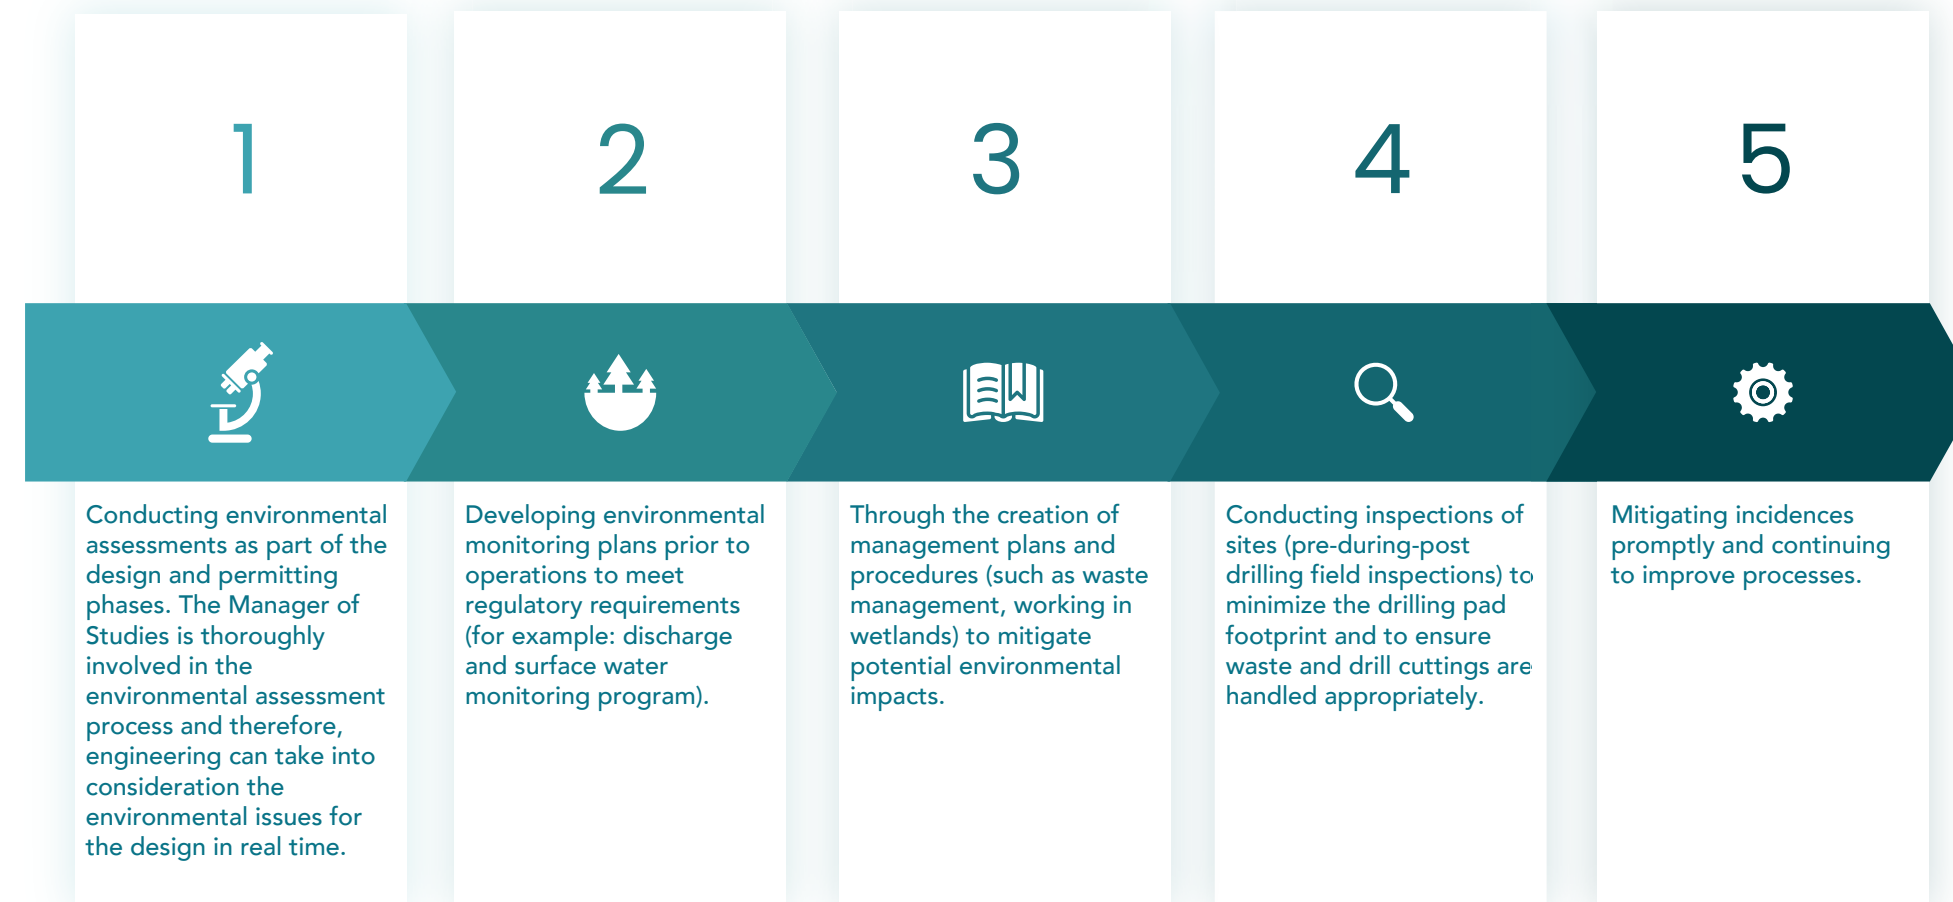 1
Conducting environmental
assessments as part of the
design and permitting
phases. The Manager of
Studies is thoroughly
involved in the
environmental assessment
process and therefore,
engineering can take into
consideration the
environmental issues for
the design in real time.
2
Developing environmental
monitoring plans prior to
operations to meet
regulatory requirements
(for example: discharge
and surface water
monitoring program).
3
Through the creation of
management plans and
procedures (such as waste
management, working in
wetlands) to mitigate
potential environmental
impacts.
4
Conducting inspections of
sites (pre-during-post
drilling field inspections) to
minimize the drilling pad
footprint and to ensure
waste and drill cuttings are
handled appropriately.
5
Mitigating incidences
promptly and continuing
to improve processes.